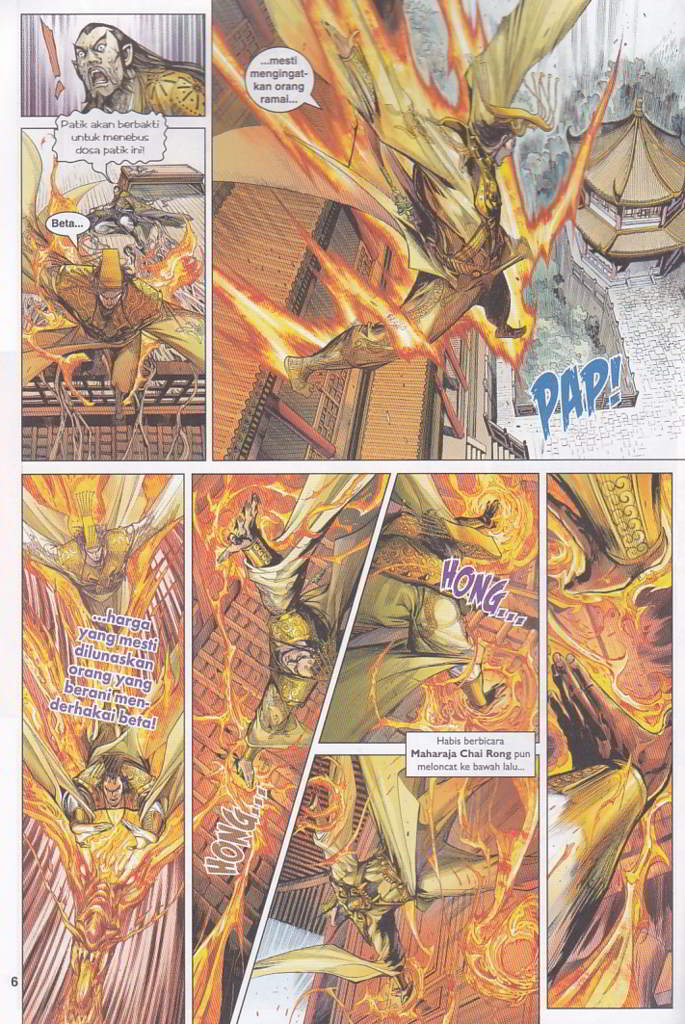 !
Patik akan berbakti
untuk menebus
dosa patik ini!
Beta...
...mesti
mengingat-
kan orang
ramai...
PAP!
...harga
yang mesti
dilunaskan
orang yang
berani men-
derhakai beta!
HONG...
HONG...
Habis berbicara
Maharaja Chai Rong pun
meloncat ke bawah lalu...
6